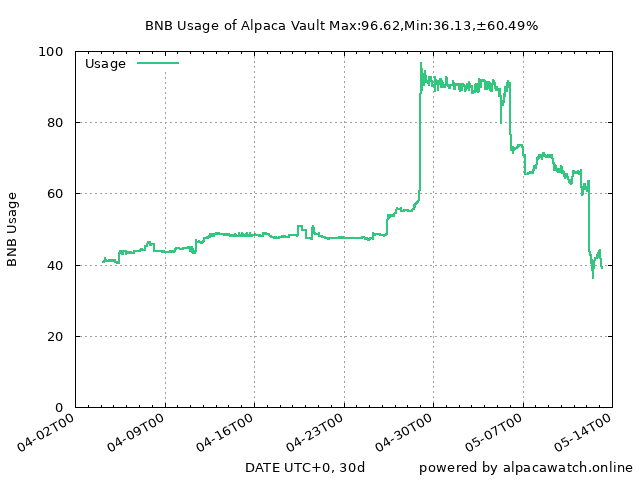 BNB Usage of Alpaca Vault Max:96.62,Min:36.13,±60.49%
Usage
100
80
60
40
20
0
BNB Usage
04-02T00
04-09T00
04-16T00
04-23T00
04-30T00
05-07T00
05-14T00
DATE UTC+0, 30d
powered by alpacawatch.online